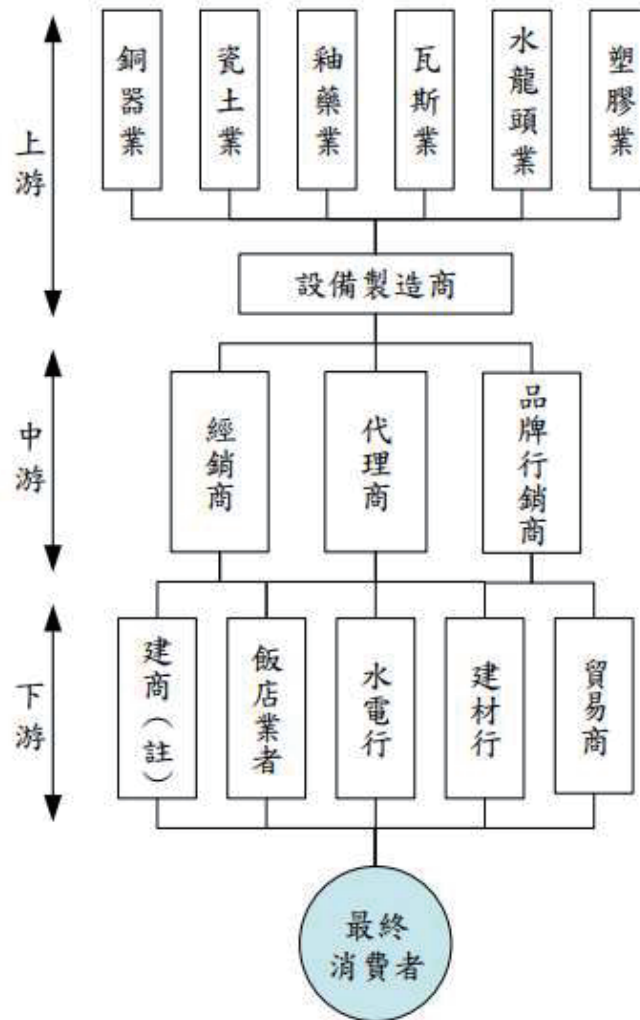 上游
銅器業
瓷土業
釉藥業
瓦斯業
水龍頭業
塑膠業
設備製造商
中游
經銷商
代理商
品牌行銷商
下游
建商（註）
飯店業者
水電行
建材行
貿易商
最終
消費者